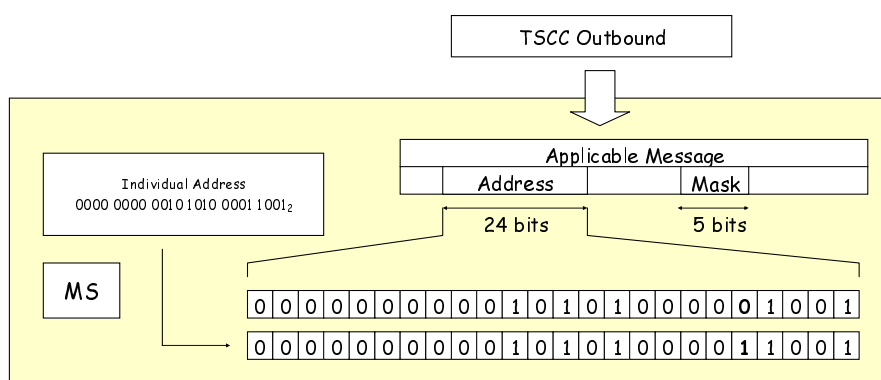 TSCC Outbound
Applicable Message
Address Mask
24 bits 5 bits
Individual Address
0000 0000 0010 1010 0001 1001₂
MS
0 0 0 0 0 0 0 0 0 0 1 0 1 0 1 0 0 0 0 0 1 0 0 1
0 0 0 0 0 0 0 0 0 0 1 0 1 0 1 0 0 0 0 1 1 0 0 1